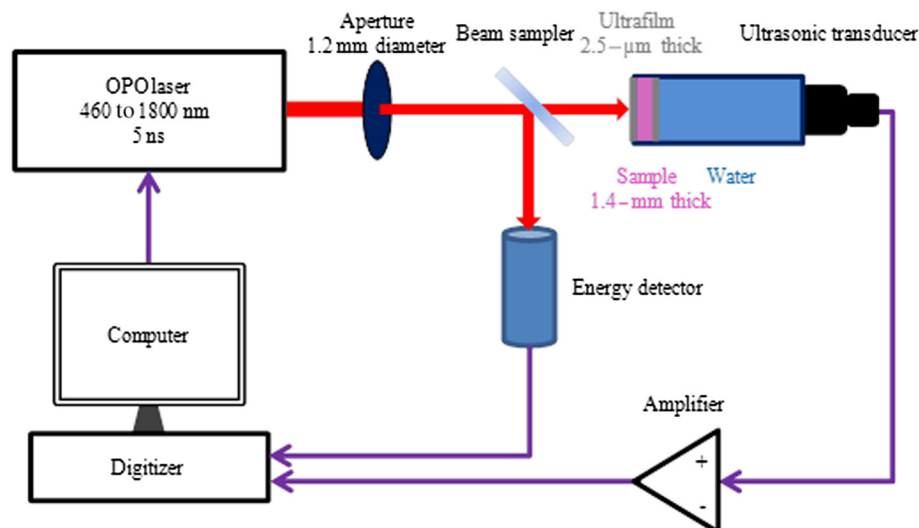 Aperture
1.2 mm diameter
Beam sampler
Ultrafilm
2.5–μm thick
Ultrasonic transducer
OPO laser
460 to 1800 nm
5 ns
Sample
1.4–mm thick
Water
Energy detector
Computer
Amplifier
+
-
Digitizer